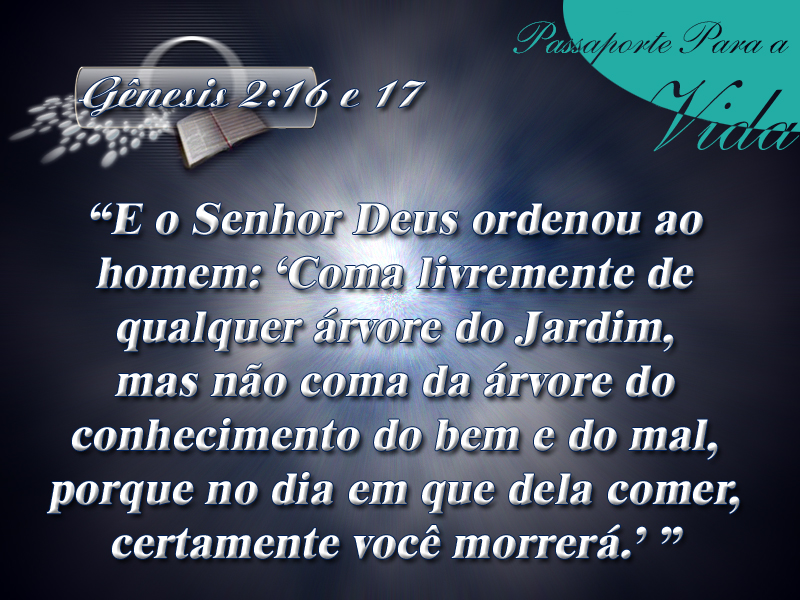 Passaporte Para a
Vida
Gênesis 2:16 e 17
“E o Senhor Deus ordenou ao
homem: ‘Coma livremente de
qualquer árvore do Jardim,
mas não coma da árvore do
conhecimento do bem e do mal,
porque no dia em que dela comer,
certamente você morrerá.’ ”